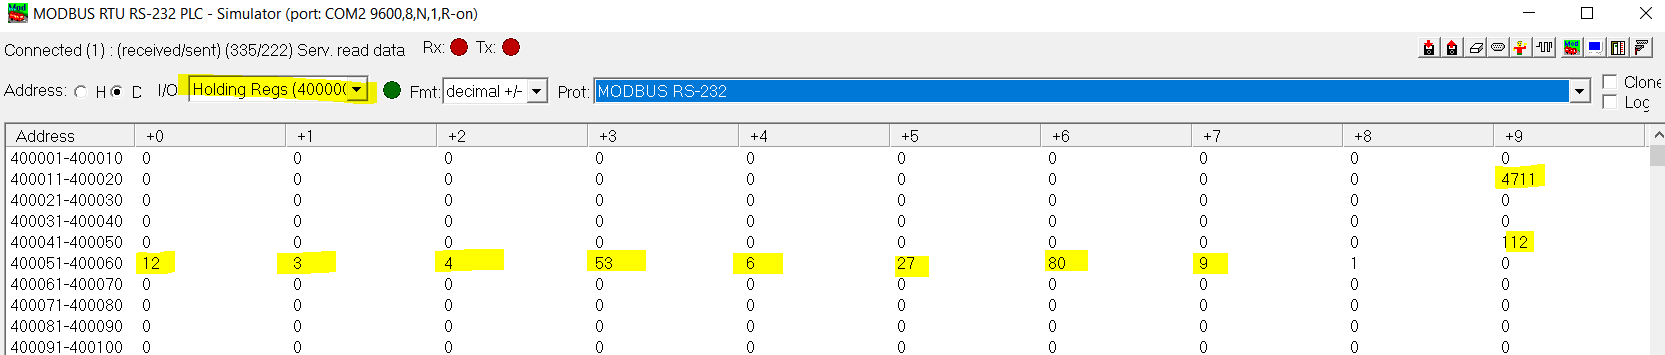 MODBUS RTU RS-232 PLC - Simulator (port: COM2 9600,8,N,1,R-on)
Connected (1) : (received/sent) (335/222) Serv. read data Rx: Tx:
Address: H D I/O Holding Regs (400000 Fmt: decimal +/- Prot: MODBUS RS-232 Clone
Log
Address +0 +1 +2 +3 +4 +5 +6 +7 +8 +9
400001-400010 0 0 0 0 0 0 0 0 0 0
400011-400020 0 0 0 0 0 0 0 0 0 4711
400021-400030 0 0 0 0 0 0 0 0 0 0
400031-400040 0 0 0 0 0 0 0 0 0 0
400041-400050 0 0 0 0 0 0 0 0 0 112
400051-400060 12 3 4 53 6 27 80 9 1 0
400061-400070 0 0 0 0 0 0 0 0 0 0
400071-400080 0 0 0 0 0 0 0 0 0 0
400081-400090 0 0 0 0 0 0 0 0 0 0
400091-400100 0 0 0 0 0 0 0 0 0 0